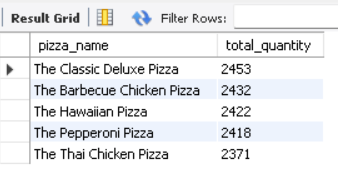 Result Grid Filter Rows:
pizza_name total_quantity
The Classic Deluxe Pizza 2453
The Barbecue Chicken Pizza 2432
The Hawaiian Pizza 2422
The Pepperoni Pizza 2418
The Thai Chicken Pizza 2371